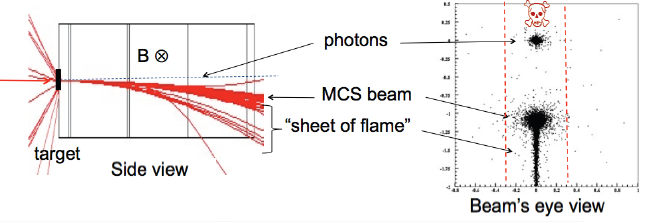 B ⊗
photons
MCS beam
"sheet of flame"
target
Side view
Beam's eye view